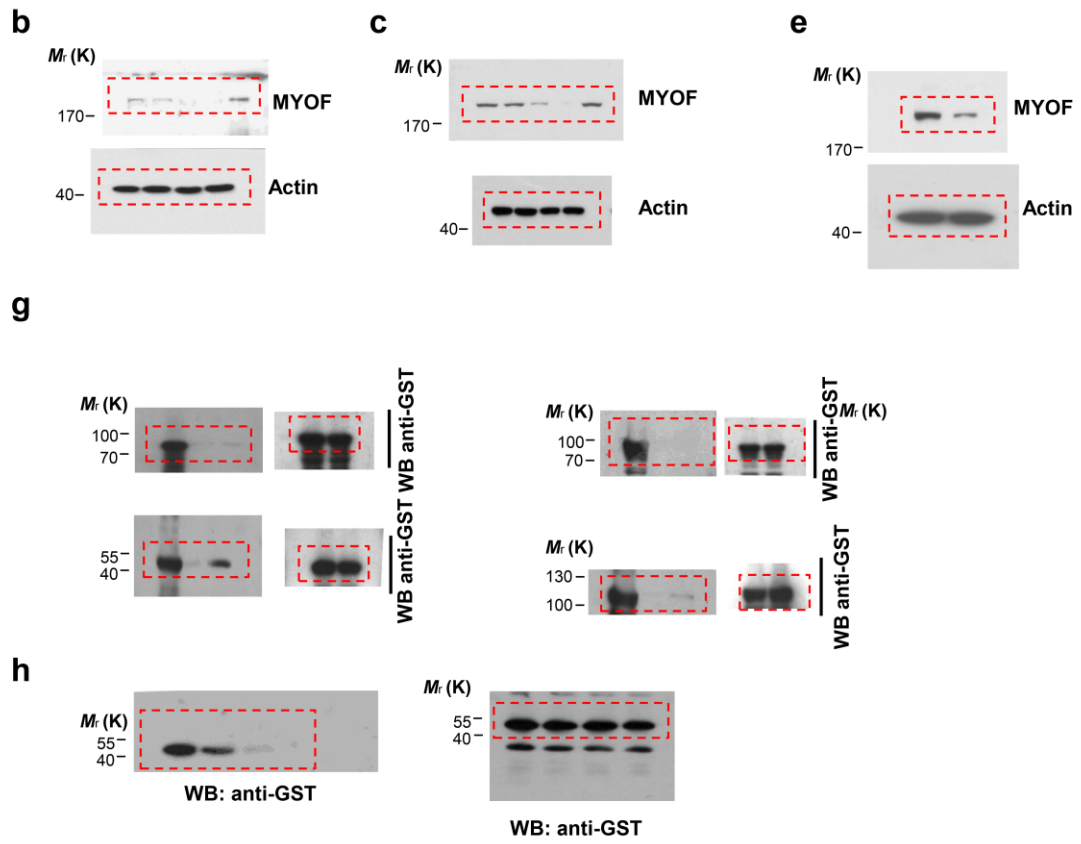 b
Mr (K)
MYOF
170
Actin
40
c
Mr (K)
MYOF
170
Actin
40
e
Mr (K)
MYOF
170
Actin
40
g
Mr (K)
100
70
WB anti-GST
55
40
WB anti-GST
Mr (K)
100
70
WB anti-GST
Mr (K)
Mr (K)
130
100
WB anti-GST
h
Mr (K)
55
40
WB: anti-GST
Mr (K)
55
40
WB: anti-GST